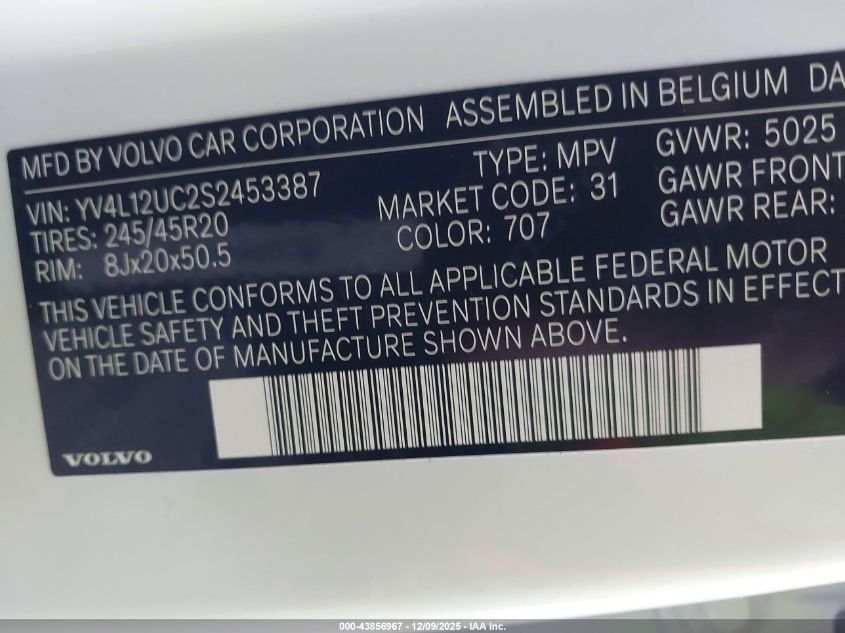 MFD BY VOLVO CAR CORPORATION ASSEMBLED IN BELGIUM DA
VIN: YV4L12UC2S2453387 TYPE: MPV GVWR: 5025
TIRES: 245/45R20 MARKET CODE: 31 GAWR FRONT
RIM: 8Jx20x50.5 COLOR: 707 GAWR REAR:
THIS VEHICLE CONFORMS TO ALL APPLICABLE FEDERAL MOTOR
VEHICLE SAFETY AND THEFT PREVENTION STANDARDS IN EFFECT
ON THE DATE OF MANUFACTURE SHOWN ABOVE.
VOLVO
000-43856967 - 12/09/2025 - IAA Inc.